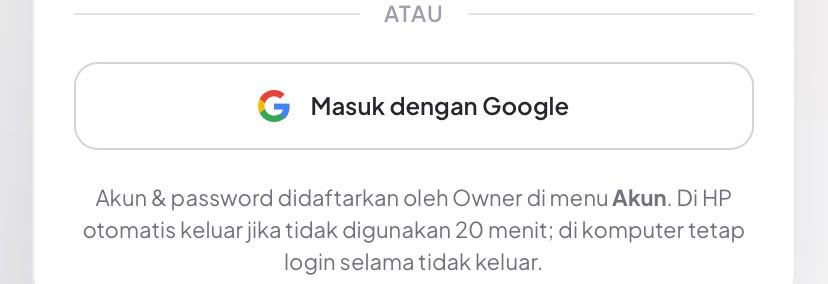 ATAU
Masuk dengan Google
Akun & password didaftarkan oleh Owner di menu Akun. Di HP
otomatis keluar jika tidak digunakan 20 menit; di komputer tetap
login selama tidak keluar.